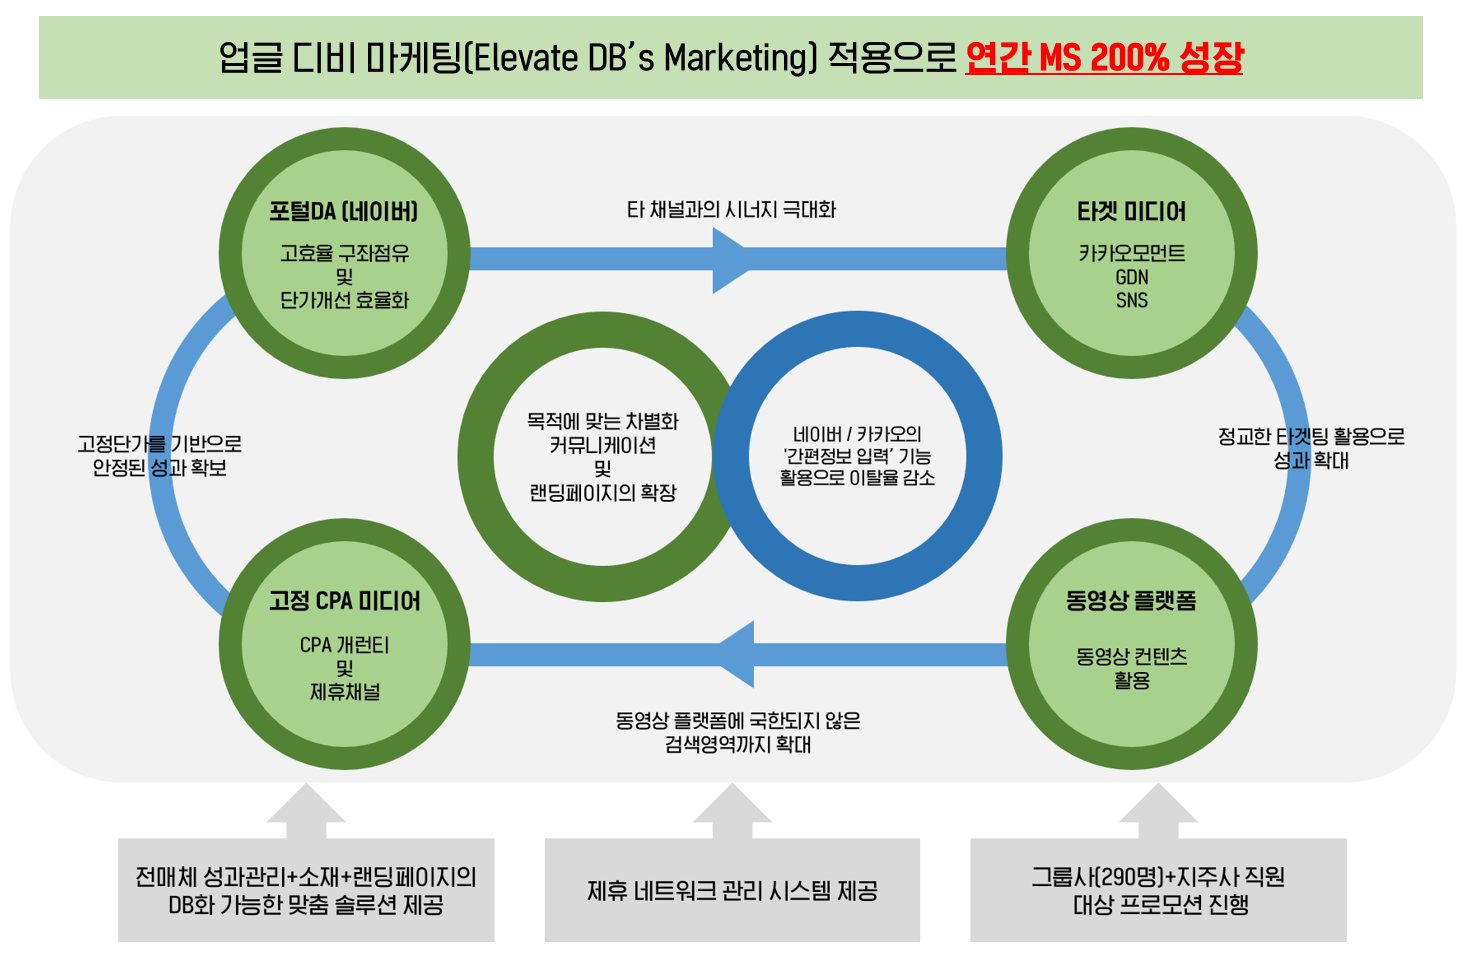 업글 디비 마케팅(Elevate DB's Marketing) 적용으로 연간 MS 200% 성장
포털DA (네이버)
고효율 구좌점유
및
단가개선 효율화
타 채널과의 시너지 극대화
타겟 미디어
카카오모먼트
GDN
SNS
고정단가를 기반으로
안정된 성과 확보
목적에 맞는 차별화
커뮤니케이션
및
랜딩페이지의 확장
네이버 / 카카오의
'간편정보 입력' 기능
활용으로 이탈율 감소
정교한 타겟팅 활용으로
성과 확대
고정 CPA 미디어
CPA 개런티
및
제휴채널
동영상 플랫폼에 국한되지 않은
검색영역까지 확대
동영상 플랫폼
동영상 컨텐츠
활용
전매체 성과관리+소재+랜딩페이지의
DB화 가능한 맞춤 솔루션 제공
제휴 네트워크 관리 시스템 제공
그룹사(290명)+지주사 직원
대상 프로모션 진행